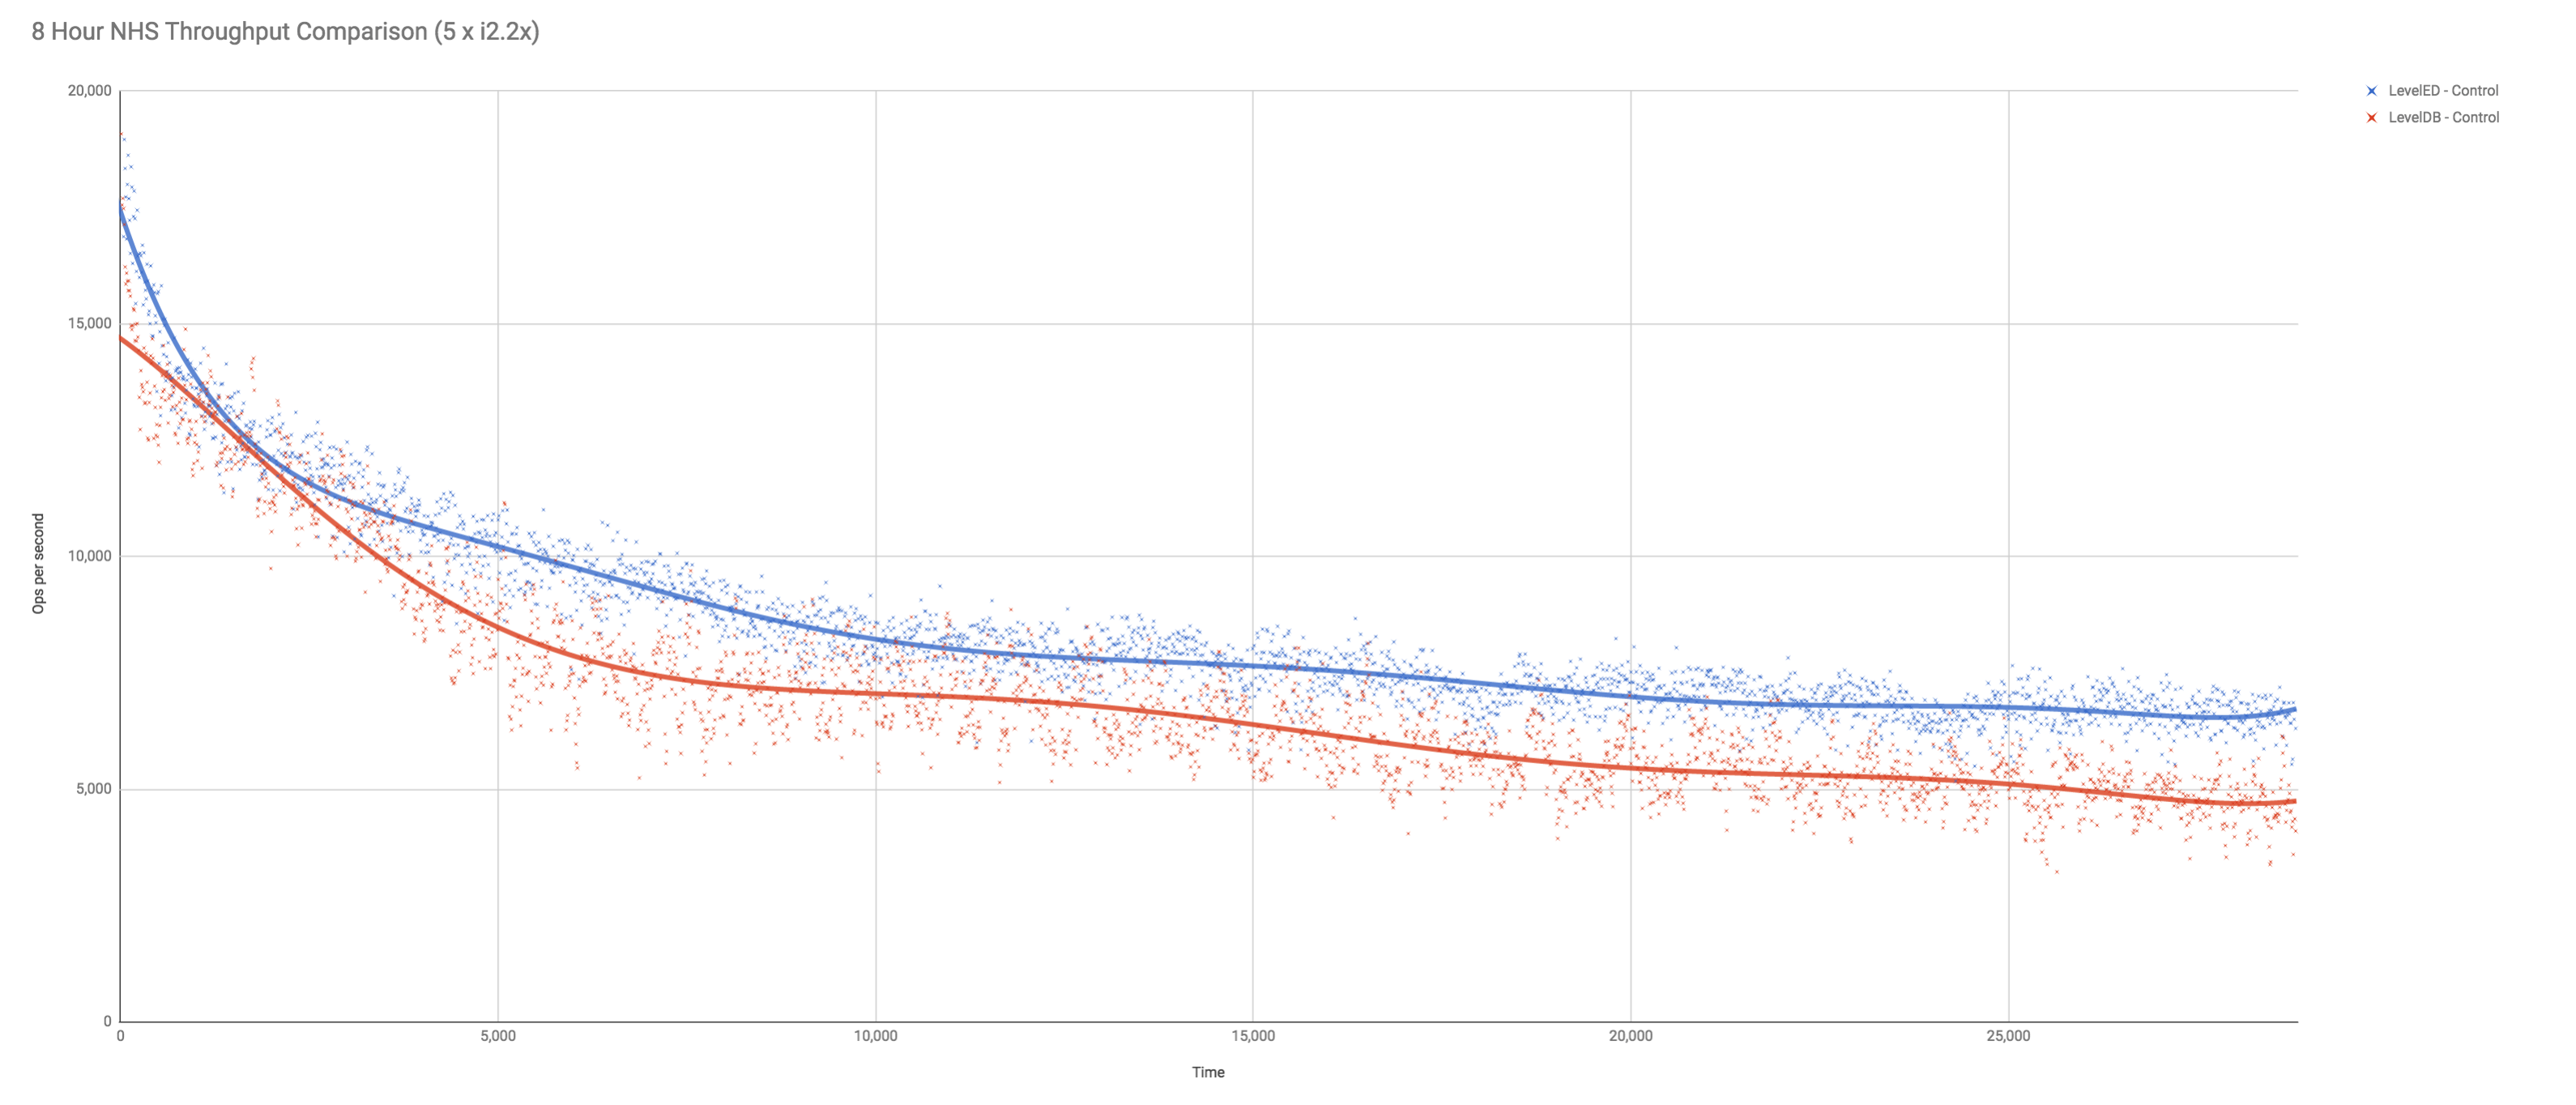 8 Hour NHS Throughput Comparison (5 x i2.2x)
20,000
15,000
10,000
5,000
0
Ops per second
0 5,000 10,000 15,000 20,000 25,000
Time
LevelED - Control
LevelDB - Control